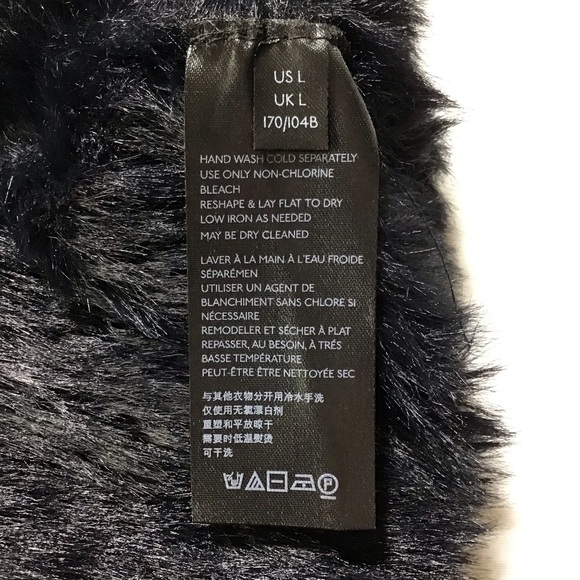 US L
UK L
170/104B
HAND WASH COLD SEPARATELY
USE ONLY NON-CHLORINE
BLEACH
RESHAPE & LAY FLAT TO DRY
LOW IRON AS NEEDED
MAY BE DRY CLEANED
LAVER À LA MAIN À L'EAU FROIDE
SÉPARÉMEN
UTILISER UN AGENT DE
BLANCHIMENT SANS CHLORE SI
NÉCESSAIRE
REMODELER ET SÉCHER À PLAT
REPASSER, AU BESOIN, À TRÉS
BASSE TEMPÉRATURE
PEUT-ÊTRE ÊTRE NETTOYÉE SEC
与其他衣物分开用冷水手洗
仅使用无氯漂白剂
重塑和平放晾干
需要时低温熨烫
可干洗
P